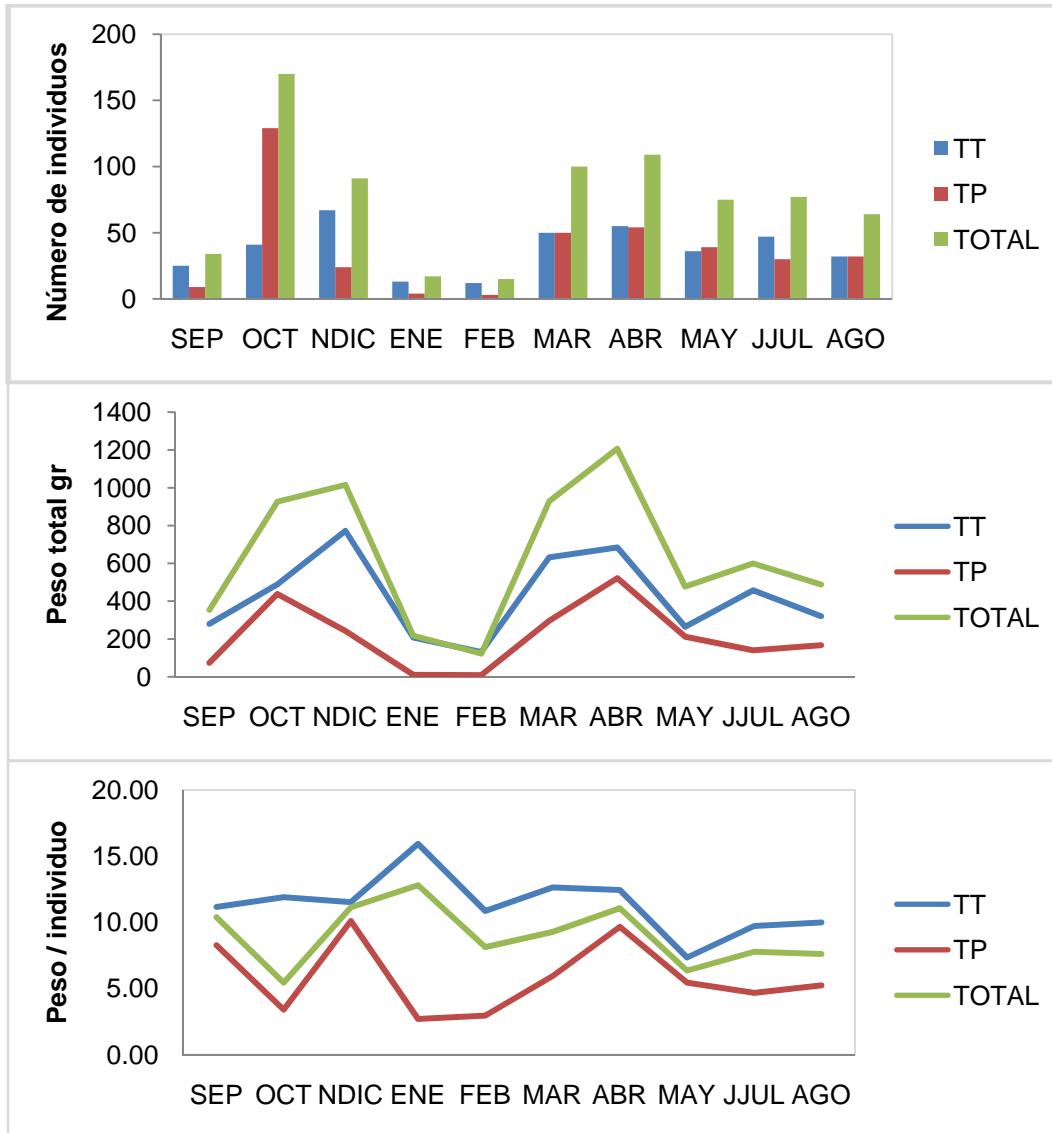 Número de individuos
200
150
100
50
0
SEP OCT NDIC ENE FEB MAR ABR MAY JJUL AGO
TT
TP
TOTAL
Peso total gr
1400
1200
1000
800
600
400
200
0
SEP OCT NDIC ENE FEB MAR ABR MAY JJUL AGO
TT
TP
TOTAL
Peso / individuo
20.00
15.00
10.00
5.00
0.00
SEP OCT NDIC ENE FEB MAR ABR MAY JJUL AGO
TT
TP
TOTAL